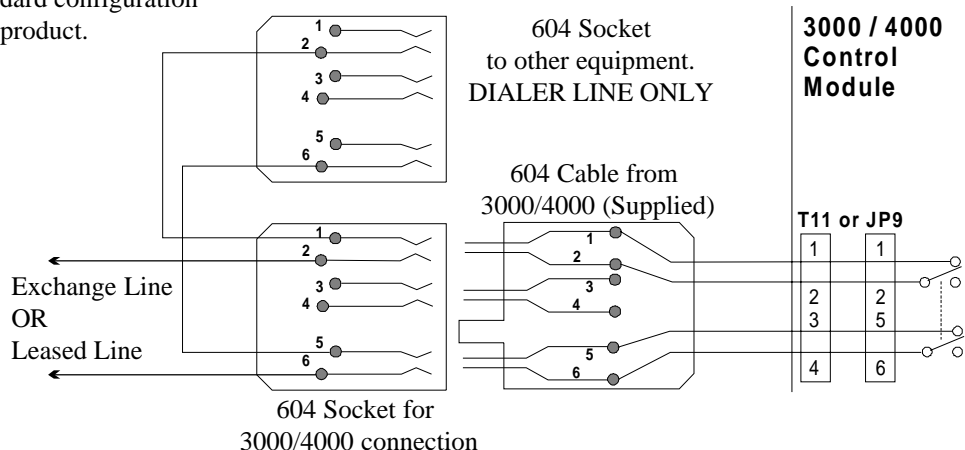 dard configuration
product.
604 Socket
to other equipment.
DIALER LINE ONLY
3000 / 4000
Control
Module
1
2
3
4
5
6
604 Cable from
3000/4000 (Supplied)
T11 or JP9
1
2
3
4
5
6
1
2
3
4
5
6
1 1
2 2
3 5
4 6
Exchange Line
OR
Leased Line
604 Socket for
3000/4000 connection